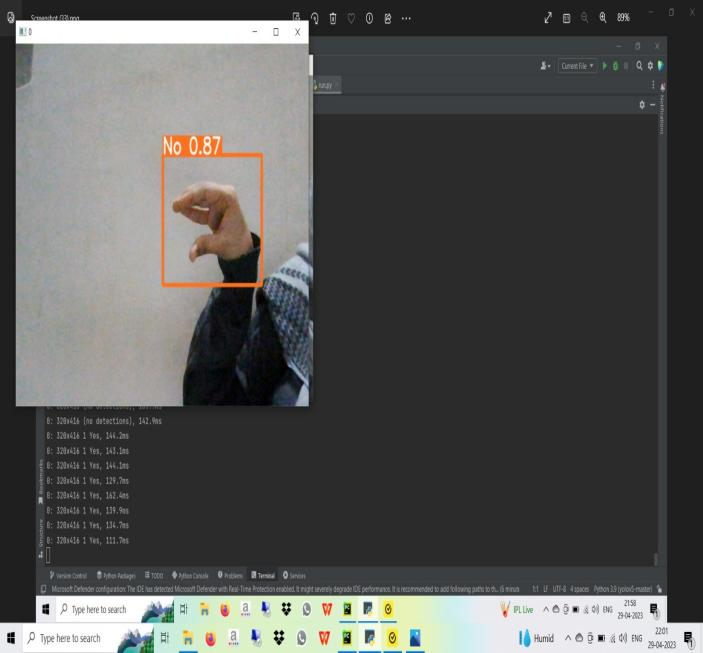 Screenshot (33).png
89%
0
No 0.87
Current File
run.py
Notifications
0: 320x416 (no detections), 142.9ms
0: 320x416 1 Yes, 144.2ms
0: 320x416 1 Yes, 143.1ms
0: 320x416 1 Yes, 144.1ms
0: 320x416 1 Yes, 129.7ms
0: 320x416 1 Yes, 162.4ms
0: 320x416 1 Yes, 139.9ms
0: 320x416 1 Yes, 134.7ms
0: 320x416 1 Yes, 111.7ms
Bookmarks
Structure
Version Control Python Packages TODO Python Console Problems Terminal Services
Microsoft Defender configuration: The IDE has detected Microsoft Defender with Real-Time Protection enabled. It might severely degrade IDE performance. It is recommended to add following paths to th... (6 minutes 1:1 LF UTF-8 4 spaces Python 3.9 (yolov5-master)
Type here to search IPL Live ENG 21:58
29-04-2023
Type here to search Humid ENG 22:01
29-04-2023